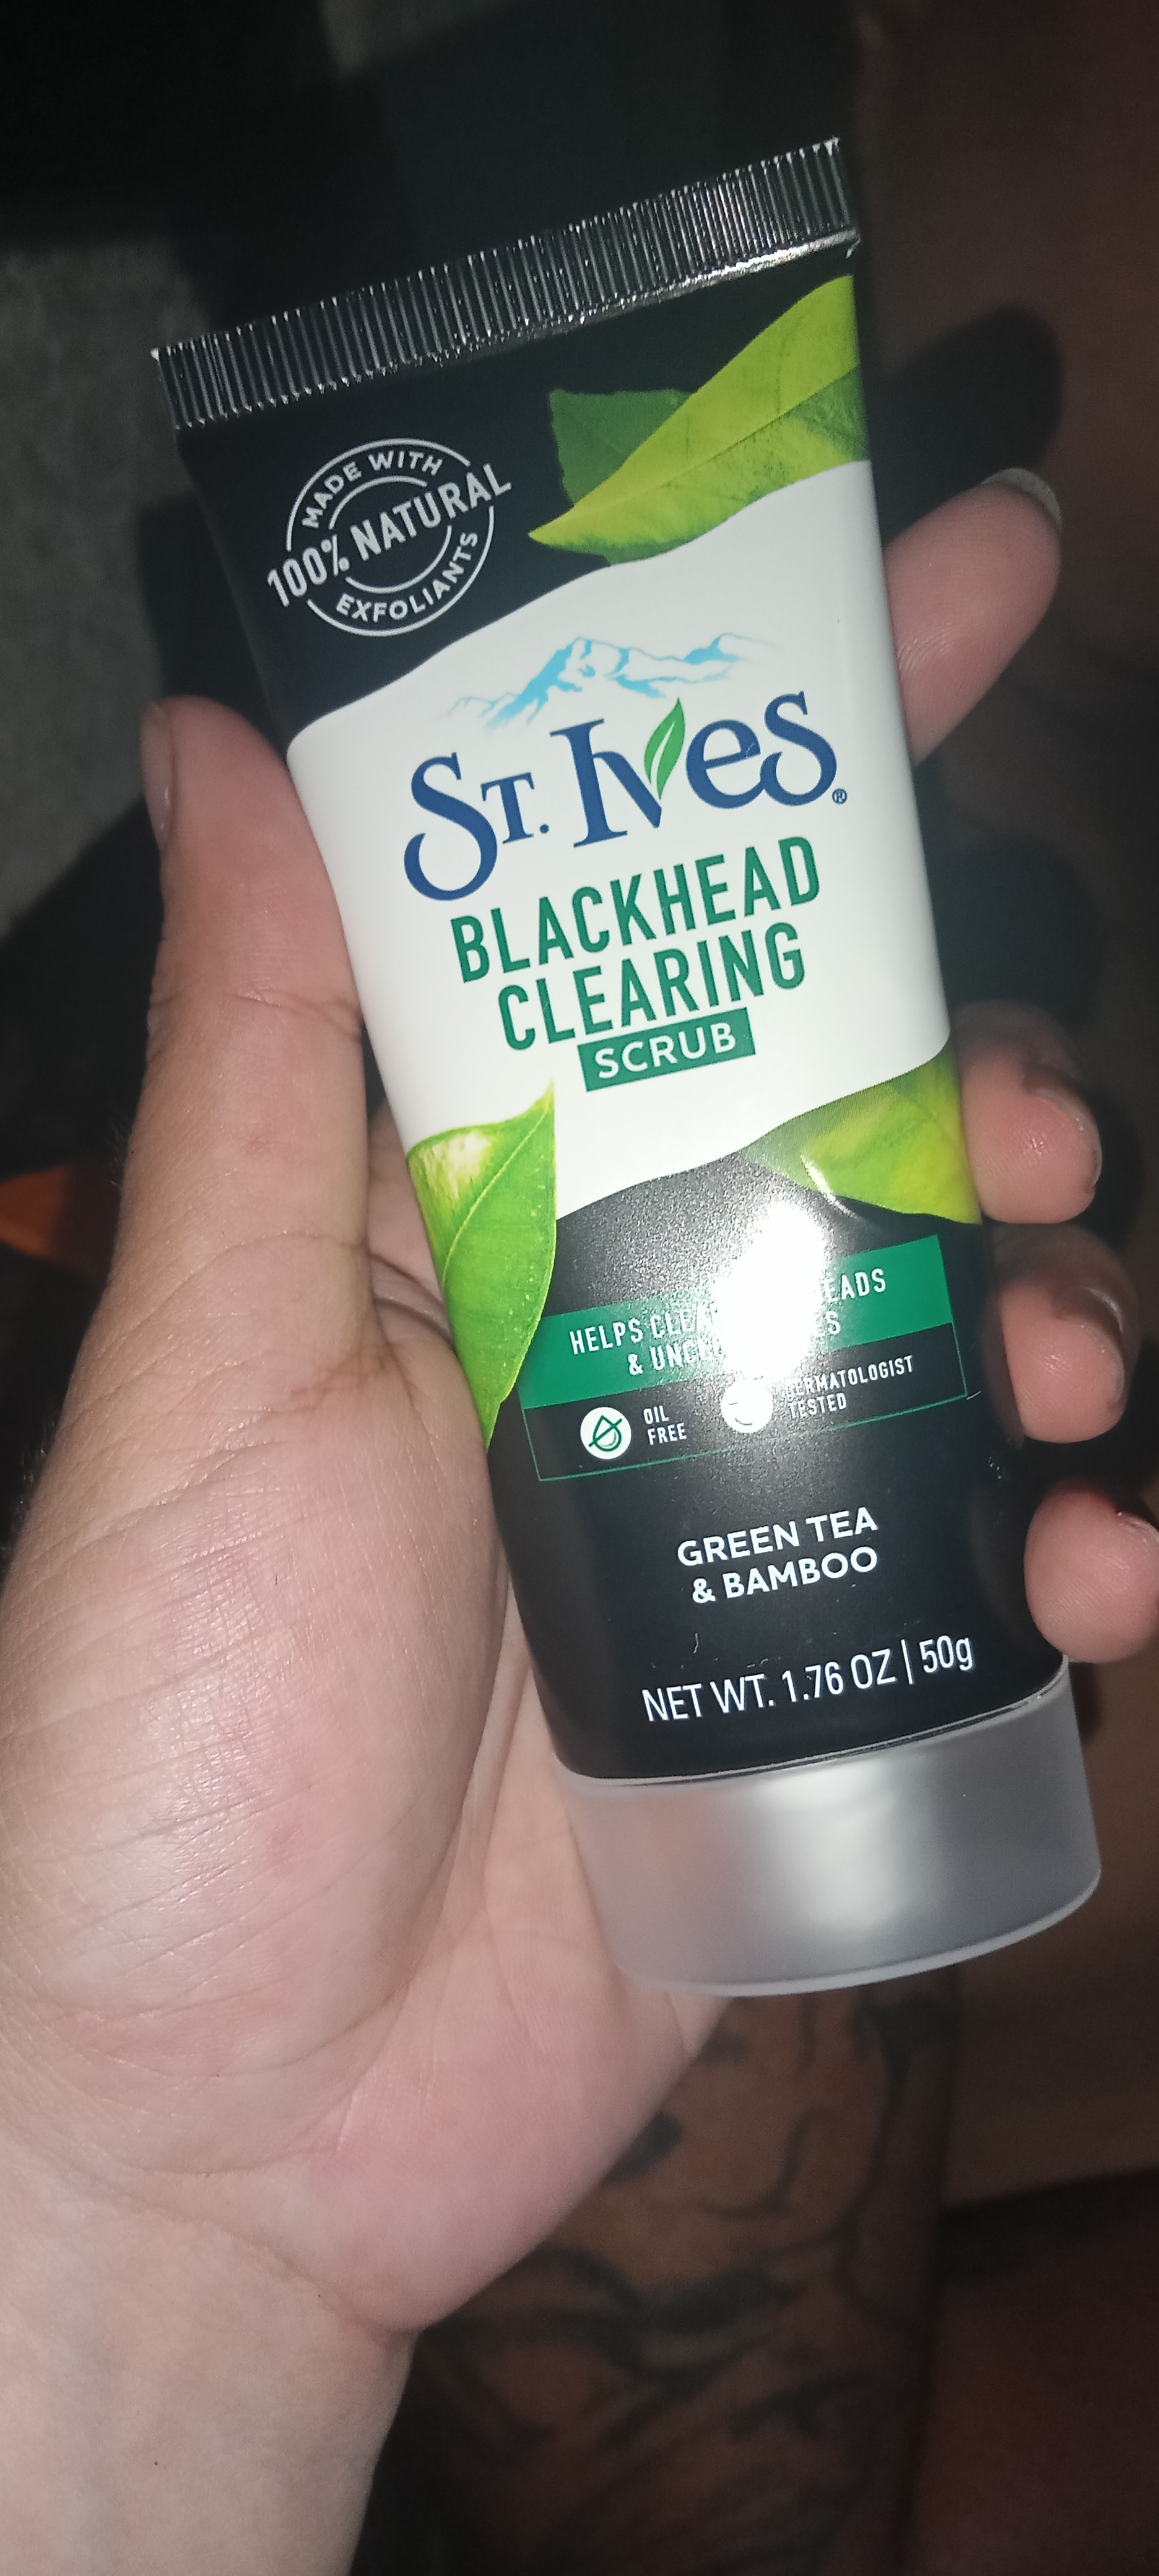 MADE WITH
100% NATURAL
EXFOLIANTS
ST. IVES®
BLACKHEAD
CLEARING
SCRUB
HELPS
&
OIL
FREE
DERMATOLOGIST
TESTED
GREEN TEA
& BAMBOO
NET WT. 1.76 OZ | 50g